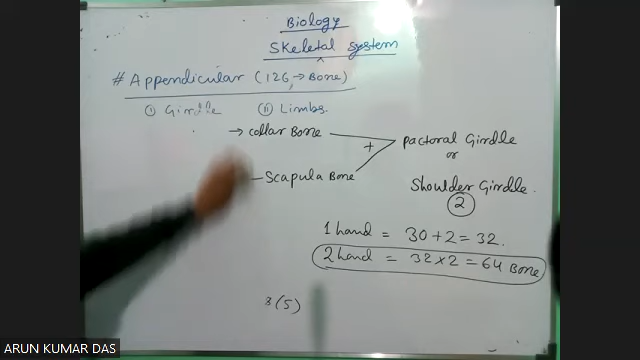 Biology
Skeletal system
# Appendicular (126 → Bone)
(i) Girdle (ii) Limbs.
→ collar Bone
+
Scapula Bone
pactoral Girdle
or
Shoulder Girdle.
2
1 hand = 30 + 2 = 32.
2 hand = 32 × 2 = 64 Bone
(5)
ARUN KUMAR DAS